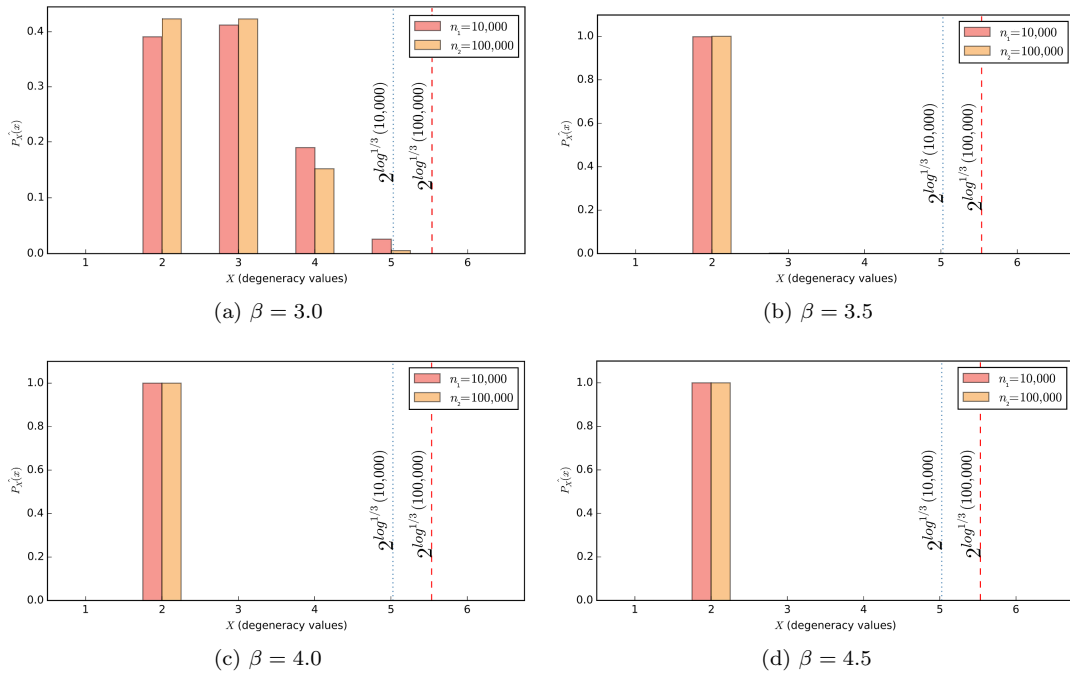 0.4
0.3
0.2
0.1
0.0
P̂_X(x)
n₁=10,000
n₂=100,000
2^{log^{1/3}(10,000)}
2^{log^{1/3}(100,000)}
1 2 3 4 5 6
X (degeneracy values)
(a) β = 3.0
1.0
0.8
0.6
0.4
0.2
0.0
P̂_X(x)
n₁=10,000
n₂=100,000
2^{log^{1/3}(10,000)}
2^{log^{1/3}(100,000)}
1 2 3 4 5 6
X (degeneracy values)
(b) β = 3.5
1.0
0.8
0.6
0.4
0.2
0.0
P̂_X(x)
n₁=10,000
n₂=100,000
2^{log^{1/3}(10,000)}
2^{log^{1/3}(100,000)}
1 2 3 4 5 6
X (degeneracy values)
(c) β = 4.0
1.0
0.8
0.6
0.4
0.2
0.0
P̂_X(x)
n₁=10,000
n₂=100,000
2^{log^{1/3}(10,000)}
2^{log^{1/3}(100,000)}
1 2 3 4 5 6
X (degeneracy values)
(d) β = 4.5